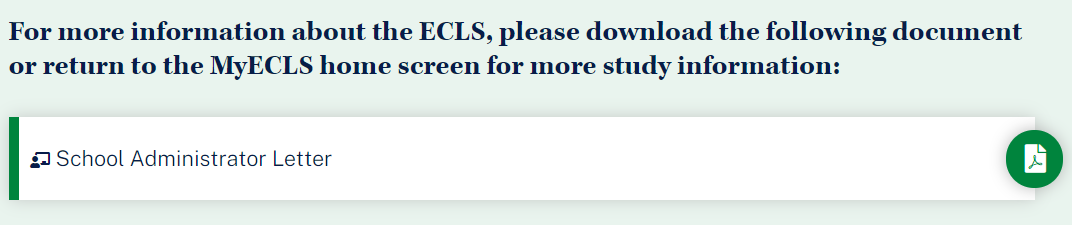 For more information about the ECLS, please download the following document
or return to the MyECLS home screen for more study information:
School Administrator Letter